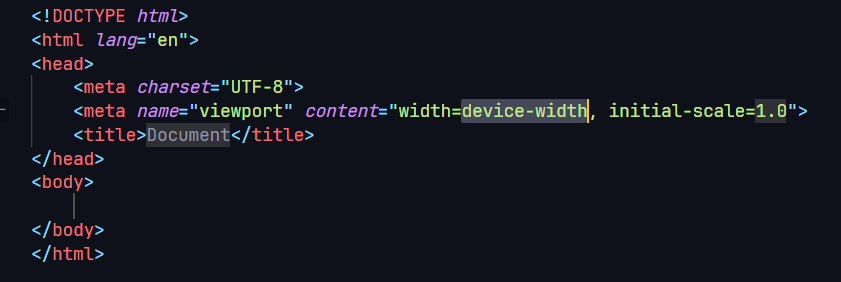 <!DOCTYPE html>
<html lang="en">
<head>
    <meta charset="UTF-8">
    <meta name="viewport" content="width=device-width, initial-scale=1.0">
    <title>Document</title>
</head>
<body>
</body>
</html>